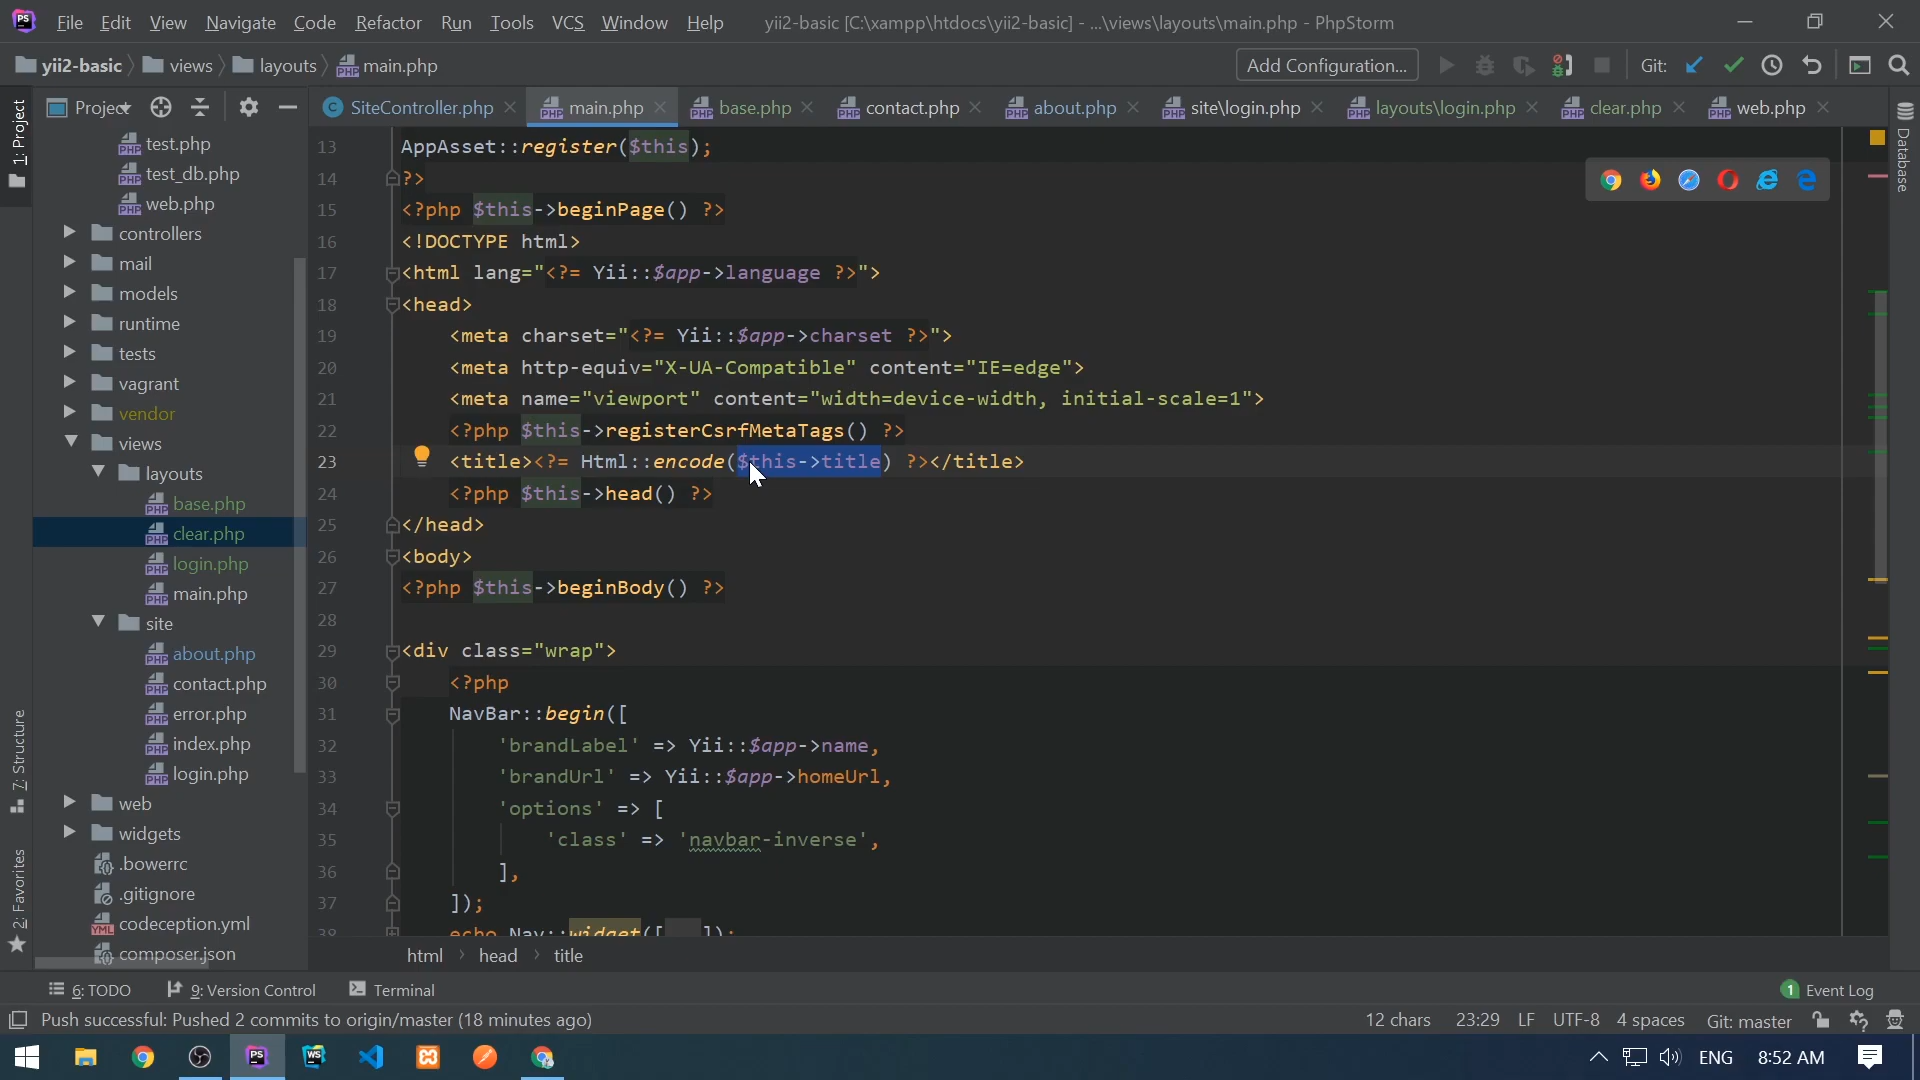 File Edit View Navigate Code Refactor Run Tools VCS Window Help yii2-basic [C:\xampp\htdocs\yii2-basic] - ...\views\layouts\main.php - PhpStorm
yii2-basic views layouts main.php Add Configuration... Git:
Project SiteController.php main.php base.php contact.php about.php site\login.php layouts\login.php clear.php web.php
1: Project
7: Structure
2: Favorites
Database
test.php
test_db.php
web.php
controllers
mail
models
runtime
tests
vagrant
vendor
views
layouts
base.php
clear.php
login.php
main.php
site
about.php
contact.php
error.php
index.php
login.php
web
widgets
.bowerrc
.gitignore
codeception.yml
composer.json
13 AppAsset::register($this);
14 ?>
15 <?php $this->beginPage() ?>
16 <!DOCTYPE html>
17 <html lang="<?= Yii::$app->language ?>">
18 <head>
19 <meta charset="<?= Yii::$app->charset ?>">
20 <meta http-equiv="X-UA-Compatible" content="IE=edge">
21 <meta name="viewport" content="width=device-width, initial-scale=1">
22 <?php $this->registerCsrfMetaTags() ?>
23 <title><?= Html::encode($this->title) ?></title>
24 <?php $this->head() ?>
25 </head>
26 <body>
27 <?php $this->beginBody() ?>
28
29 <div class="wrap">
30 <?php
31 NavBar::begin([
32 'brandLabel' => Yii::$app->name,
33 'brandUrl' => Yii::$app->homeUrl,
34 'options' => [
35 'class' => 'navbar-inverse',
36 ],
37 ]);
38 echo Nav::widget([ ]);
html head title
6: TODO 9: Version Control Terminal 1 Event Log
Push successful: Pushed 2 commits to origin/master (18 minutes ago) 12 chars 23:29 LF UTF-8 4 spaces Git: master
ENG 8:52 AM